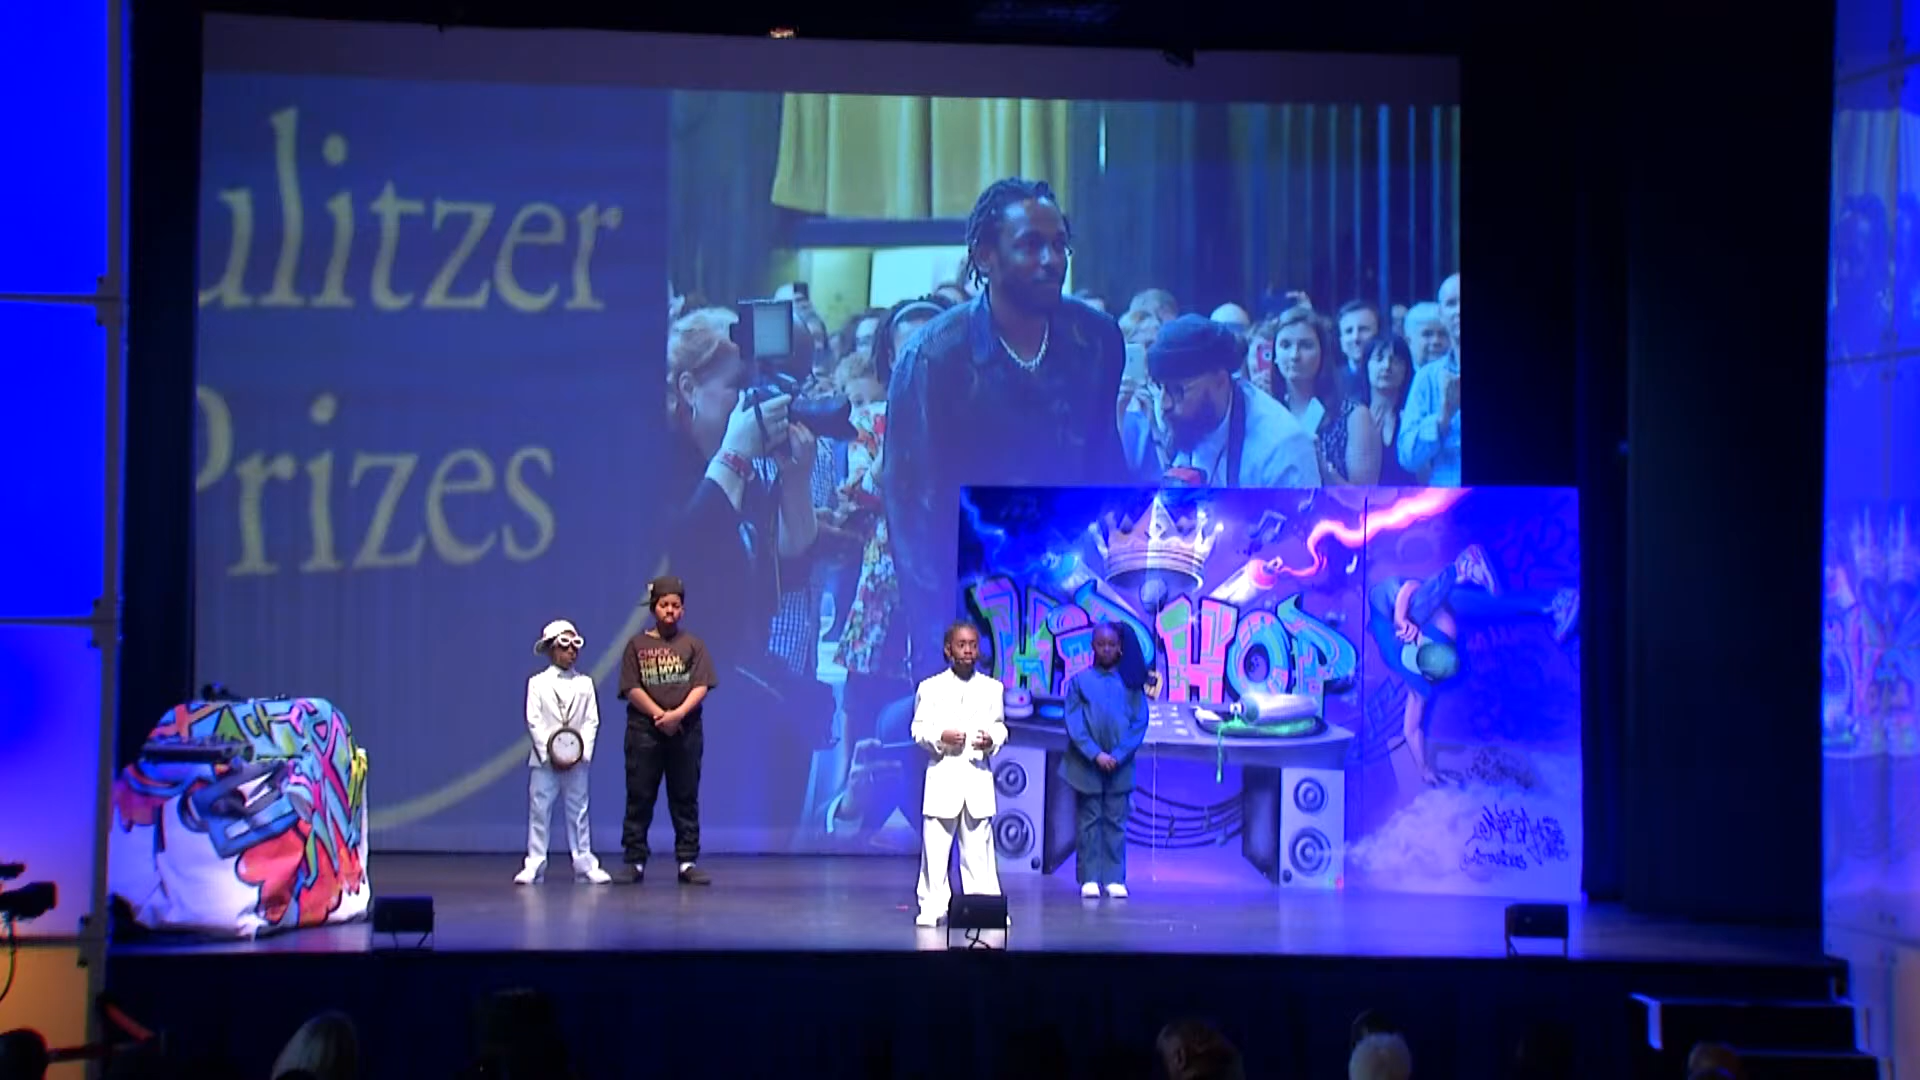 ulitzer
Prizes
CHUCK
THE MAN
THE MYTH
THE LEGEND
HIP HOP